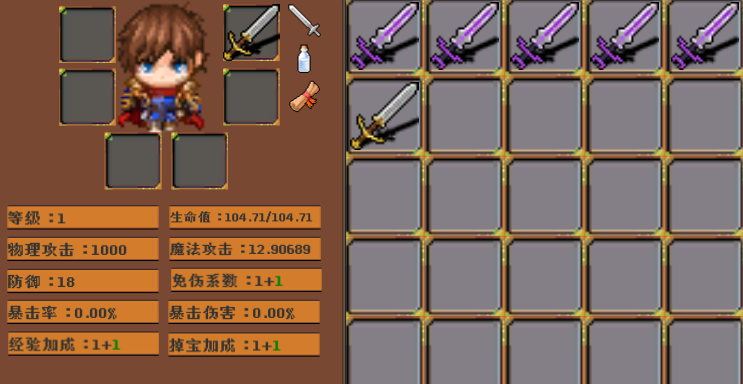 等级：1
生命值：104.71/104.71
物理攻击：1000
魔法攻击：12.90689
防御：18
免伤系数：1+1
暴击率：0.00%
暴击伤害：0.00%
经验加成：1+1
掉宝加成：1+1